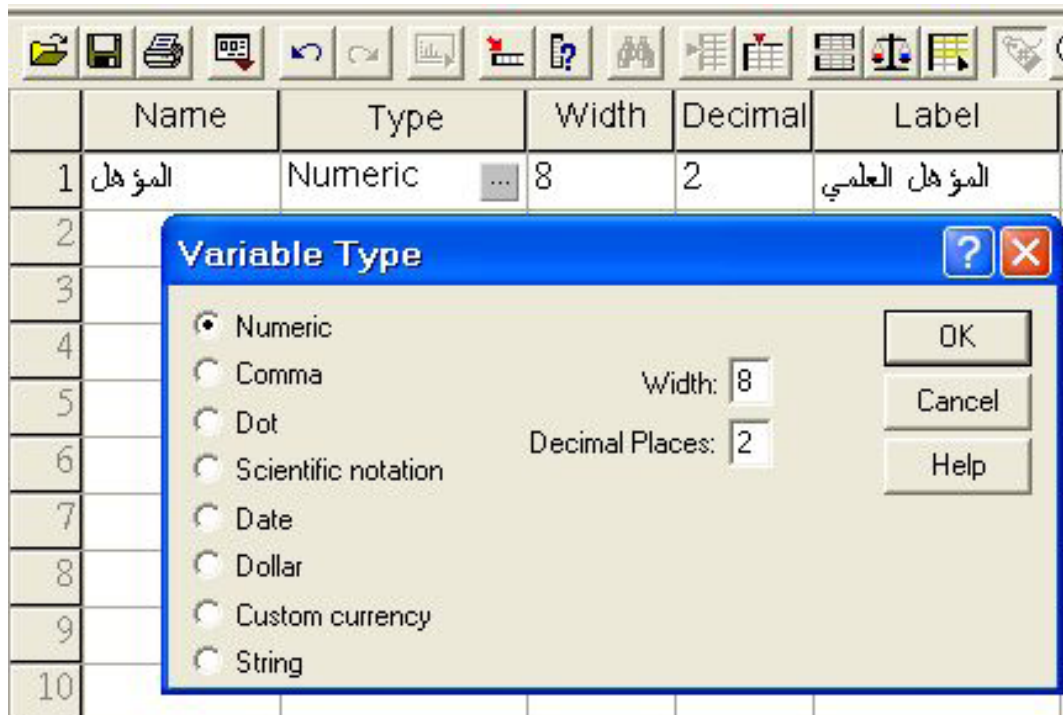 Name Type Width Decimal Label
1 المؤهل Numeric ... 8 2 المؤهل العلمي
2
3
4
5
6
7
8
9
10
Variable Type
Numeric
Comma
Dot
Scientific notation
Date
Dollar
Custom currency
String
Width: 8
Decimal Places: 2
OK
Cancel
Help